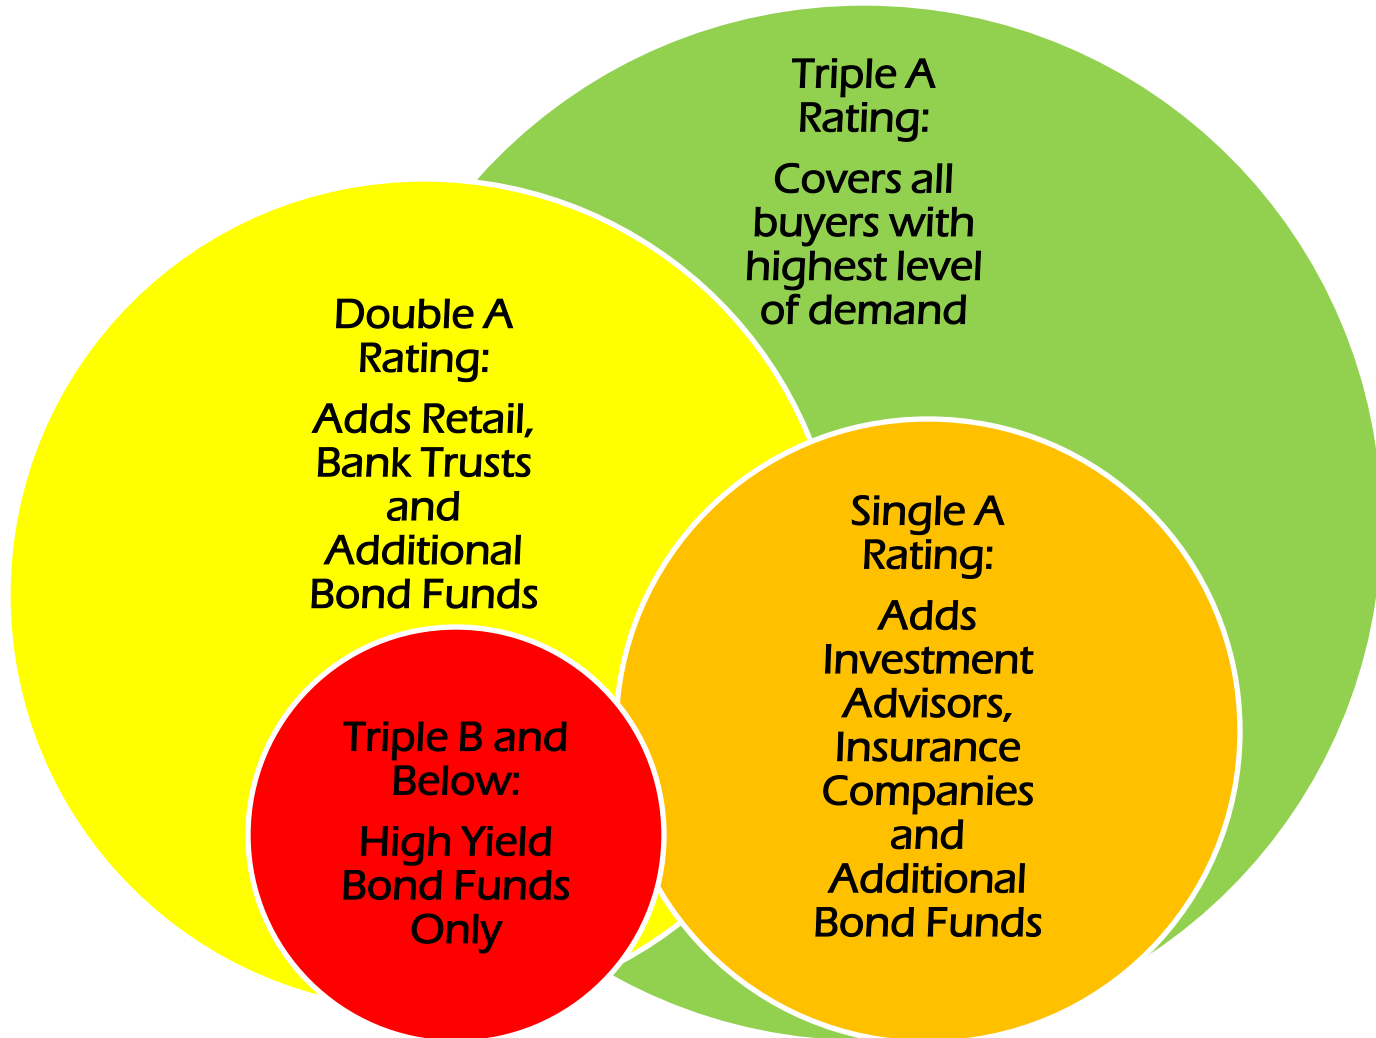 Triple A
Rating:
Covers all
buyers with
highest level
of demand
Double A
Rating:
Adds Retail,
Bank Trusts
and
Additional
Bond Funds
Single A
Rating:
Adds
Investment
Advisors,
Insurance
Companies
and
Additional
Bond Funds
Triple B and
Below:
High Yield
Bond Funds
Only